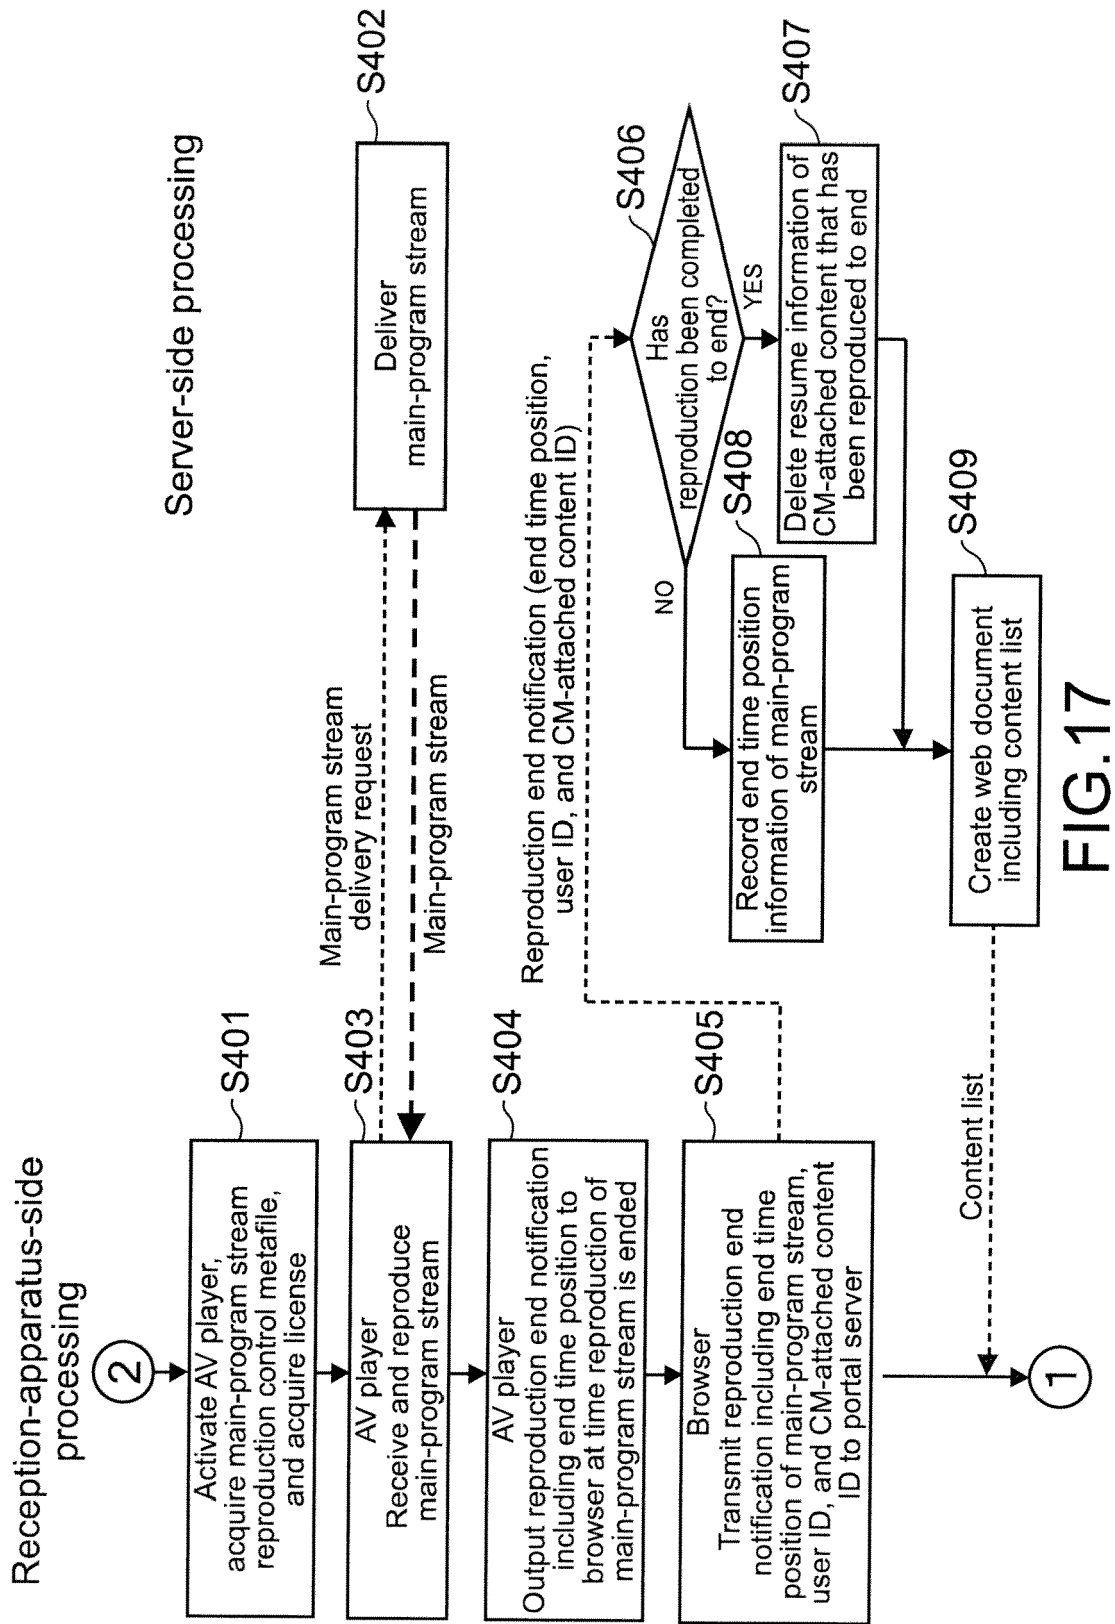 Reception-apparatus-side
processing
Server-side processing
2
Activate AV player,
acquire main-program stream
reproduction control metafile,
and acquire license
S401
Main-program stream
delivery request
Deliver
main-program stream
S402
AV player
Receive and reproduce
main-program stream
S403
Main-program stream
AV player
Output reproduction end notification
including end time position to
browser at time reproduction of
main-program stream is ended
S404
Reproduction end notification (end time position,
user ID, and CM-attached content ID)
Browser
Transmit reproduction end
notification including end time
position of main-program stream,
user ID, and CM-attached content
ID to portal server
S405
Has
reproduction been completed
to end?
S406
NO
YES
Record end time position
information of main-program
stream
S408
Delete resume information of
CM-attached content that has
been reproduced to end
S407
Content list
Create web document
including content list
S409
1
FIG.17